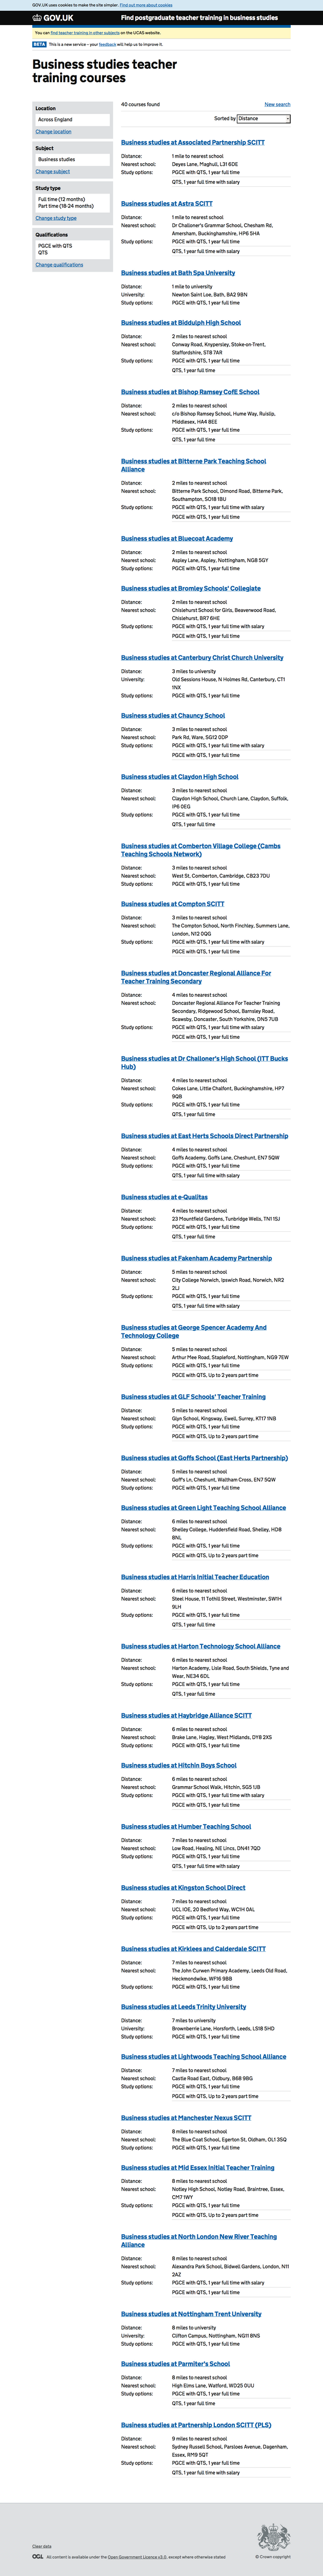 GOV.UK uses cookies to make the site simpler. Find out more about cookies
GOV.UK
Find postgraduate teacher training in business studies
You can find teacher training in other subjects on the UCAS website.
BETA This is a new service – your feedback will help us to improve it.
Business studies teacher
training courses
Location
Across England
Change location
Subject
Business studies
Change subject
Study type
Full time (12 months)
Part time (18-24 months)
Change study type
Qualifications
PGCE with QTS
QTS
Change qualifications
40 courses found
New search
Sorted by Distance
Business studies at Associated Partnership SCITT
Distance: 1 mile to nearest school
Nearest school: Deyes Lane, Maghull, L31 6DE
Study options: PGCE with QTS, 1 year full time
QTS, 1 year full time with salary
Business studies at Astra SCITT
Distance: 1 mile to nearest school
Nearest school: Dr Challoner's Grammar School, Chesham Rd,
Amersham, Buckinghamshire, HP6 5HA
Study options: PGCE with QTS, 1 year full time
QTS, 1 year full time with salary
Business studies at Bath Spa University
Distance: 1 mile to university
University: Newton Saint Loe, Bath, BA2 9BN
Study options: PGCE with QTS, 1 year full time
Business studies at Biddulph High School
Distance: 2 miles to nearest school
Nearest school: Conway Road, Knypersley, Stoke-on-Trent,
Staffordshire, ST8 7AR
Study options: PGCE with QTS, 1 year full time
QTS, 1 year full time
Business studies at Bishop Ramsey CofE School
Distance: 2 miles to nearest school
Nearest school: c/o Bishop Ramsey School, Hume Way, Ruislip,
Middlesex, HA4 8EE
Study options: PGCE with QTS, 1 year full time
QTS, 1 year full time
Business studies at Bitterne Park Teaching School
Alliance
Distance: 2 miles to nearest school
Nearest school: Bitterne Park School, Dimond Road, Bitterne Park,
Southampton, SO18 1BU
Study options: PGCE with QTS, 1 year full time with salary
PGCE with QTS, 1 year full time
Business studies at Bluecoat Academy
Distance: 2 miles to nearest school
Nearest school: Aspley Lane, Aspley, Nottingham, NG8 5GY
Study options: PGCE with QTS, 1 year full time
Business studies at Bromley Schools' Collegiate
Distance: 2 miles to nearest school
Nearest school: Chislehurst School for Girls, Beaverwood Road,
Chislehurst, BR7 6HE
Study options: PGCE with QTS, 1 year full time with salary
PGCE with QTS, 1 year full time
Business studies at Canterbury Christ Church University
Distance: 3 miles to university
University: Old Sessions House, N Holmes Rd, Canterbury, CT1
1NX
Study options: PGCE with QTS, 1 year full time
Business studies at Chauncy School
Distance: 3 miles to nearest school
Nearest school: Park Rd, Ware, SG12 0DP
Study options: PGCE with QTS, 1 year full time with salary
PGCE with QTS, 1 year full time
Business studies at Claydon High School
Distance: 3 miles to nearest school
Nearest school: Claydon High School, Church Lane, Claydon, Suffolk,
IP6 0EG
Study options: PGCE with QTS, 1 year full time
QTS, 1 year full time
Business studies at Comberton Village College (Cambs
Teaching Schools Network)
Distance: 3 miles to nearest school
Nearest school: West St, Comberton, Cambridge, CB23 7DU
Study options: PGCE with QTS, 1 year full time
Business studies at Compton SCITT
Distance: 3 miles to nearest school
Nearest school: The Compton School, North Finchley, Summers Lane,
London, N12 0QG
Study options: PGCE with QTS, 1 year full time with salary
PGCE with QTS, 1 year full time
Business studies at Doncaster Regional Alliance For
Teacher Training Secondary
Distance: 4 miles to nearest school
Nearest school: Doncaster Regional Alliance For Teacher Training
Secondary, Ridgewood School, Barnsley Road,
Scawsby, Doncaster, South Yorkshire, DN5 7UB
Study options: PGCE with QTS, 1 year full time with salary
PGCE with QTS, 1 year full time
Business studies at Dr Challoner's High School (ITT Bucks
Hub)
Distance: 4 miles to nearest school
Nearest school: Cokes Lane, Little Chalfont, Buckinghamshire, HP7
9QB
Study options: PGCE with QTS, 1 year full time
QTS, 1 year full time
Business studies at East Herts Schools Direct Partnership
Distance: 4 miles to nearest school
Nearest school: Goffs Academy, Goffs Lane, Cheshunt, EN7 5QW
Study options: PGCE with QTS, 1 year full time
QTS, 1 year full time with salary
Business studies at e-Qualitas
Distance: 4 miles to nearest school
Nearest school: 23 Mountfield Gardens, Tunbridge Wells, TN1 1SJ
Study options: PGCE with QTS, 1 year full time
QTS, 1 year full time
Business studies at Fakenham Academy Partnership
Distance: 5 miles to nearest school
Nearest school: City College Norwich, Ipswich Road, Norwich, NR2
2LJ
Study options: PGCE with QTS, 1 year full time
QTS, 1 year full time with salary
Business studies at George Spencer Academy And
Technology College
Distance: 5 miles to nearest school
Nearest school: Arthur Mee Road, Stapleford, Nottingham, NG9 7EW
Study options: PGCE with QTS, 1 year full time
PGCE with QTS, Up to 2 years part time
Business studies at GLF Schools' Teacher Training
Distance: 5 miles to nearest school
Nearest school: Glyn School, Kingsway, Ewell, Surrey, KT17 1NB
Study options: PGCE with QTS, 1 year full time
PGCE with QTS, Up to 2 years part time
Business studies at Goffs School (East Herts Partnership)
Distance: 5 miles to nearest school
Nearest school: Goff's Ln, Cheshunt, Waltham Cross, EN7 5QW
Study options: PGCE with QTS, 1 year full time
Business studies at Green Light Teaching School Alliance
Distance: 6 miles to nearest school
Nearest school: Shelley College, Huddersfield Road, Shelley, HD8
8NL
Study options: PGCE with QTS, 1 year full time
PGCE with QTS, Up to 2 years part time
Business studies at Harris Initial Teacher Education
Distance: 6 miles to nearest school
Nearest school: Steel House, 11 Tothill Street, Westminster, SW1H
9LH
Study options: PGCE with QTS, 1 year full time
QTS, 1 year full time
Business studies at Harton Technology School Alliance
Distance: 6 miles to nearest school
Nearest school: Harton Academy, Lisle Road, South Shields, Tyne and
Wear, NE34 6DL
Study options: PGCE with QTS, 1 year full time
QTS, 1 year full time
Business studies at Haybridge Alliance SCITT
Distance: 6 miles to nearest school
Nearest school: Brake Lane, Hagley, West Midlands, DY8 2XS
Study options: PGCE with QTS, 1 year full time
Business studies at Hitchin Boys School
Distance: 6 miles to nearest school
Nearest school: Grammar School Walk, Hitchin, SG5 1JB
Study options: PGCE with QTS, 1 year full time with salary
PGCE with QTS, 1 year full time
Business studies at Humber Teaching School
Distance: 7 miles to nearest school
Nearest school: Low Road, Healing, NE Lincs, DN41 7QD
Study options: PGCE with QTS, 1 year full time
QTS, 1 year full time with salary
Business studies at Kingston School Direct
Distance: 7 miles to nearest school
Nearest school: UCL IOE, 20 Bedford Way, WC1H 0AL
Study options: PGCE with QTS, 1 year full time
PGCE with QTS, Up to 2 years part time
Business studies at Kirklees and Calderdale SCITT
Distance: 7 miles to nearest school
Nearest school: The John Curwen Primary Academy, Leeds Old Road,
Heckmondwike, WF16 9BB
Study options: PGCE with QTS, 1 year full time
Business studies at Leeds Trinity University
Distance: 7 miles to university
University: Brownberrie Lane, Horsforth, Leeds, LS18 5HD
Study options: PGCE with QTS, 1 year full time
Business studies at Lightwoods Teaching School Alliance
Distance: 7 miles to nearest school
Nearest school: Castle Road East, Oldbury, B68 9BG
Study options: PGCE with QTS, 1 year full time
PGCE with QTS, Up to 2 years part time
Business studies at Manchester Nexus SCITT
Distance: 8 miles to nearest school
Nearest school: The Blue Coat School, Egerton St, Oldham, OL1 3SQ
Study options: PGCE with QTS, 1 year full time
Business studies at Mid Essex Initial Teacher Training
Distance: 8 miles to nearest school
Nearest school: Notley High School, Notley Road, Braintree, Essex,
CM7 1WY
Study options: PGCE with QTS, 1 year full time
PGCE with QTS, Up to 2 years part time
Business studies at North London New River Teaching
Alliance
Distance: 8 miles to nearest school
Nearest school: Alexandra Park School, Bidwell Gardens, London, N11
2AZ
Study options: PGCE with QTS, 1 year full time with salary
PGCE with QTS, 1 year full time
Business studies at Nottingham Trent University
Distance: 8 miles to university
University: Clifton Campus, Nottingham, NG11 8NS
Study options: PGCE with QTS, 1 year full time
Business studies at Parmiter's School
Distance: 8 miles to nearest school
Nearest school: High Elms Lane, Watford, WD25 0UU
Study options: PGCE with QTS, 1 year full time
QTS, 1 year full time
Business studies at Partnership London SCITT (PLS)
Distance: 9 miles to nearest school
Nearest school: Sydney Russell School, Parsloes Avenue, Dagenham,
Essex, RM9 5QT
Study options: PGCE with QTS, 1 year full time
QTS, 1 year full time with salary
Clear data
OGL All content is available under the Open Government Licence v3.0, except where otherwise stated
© Crown copyright